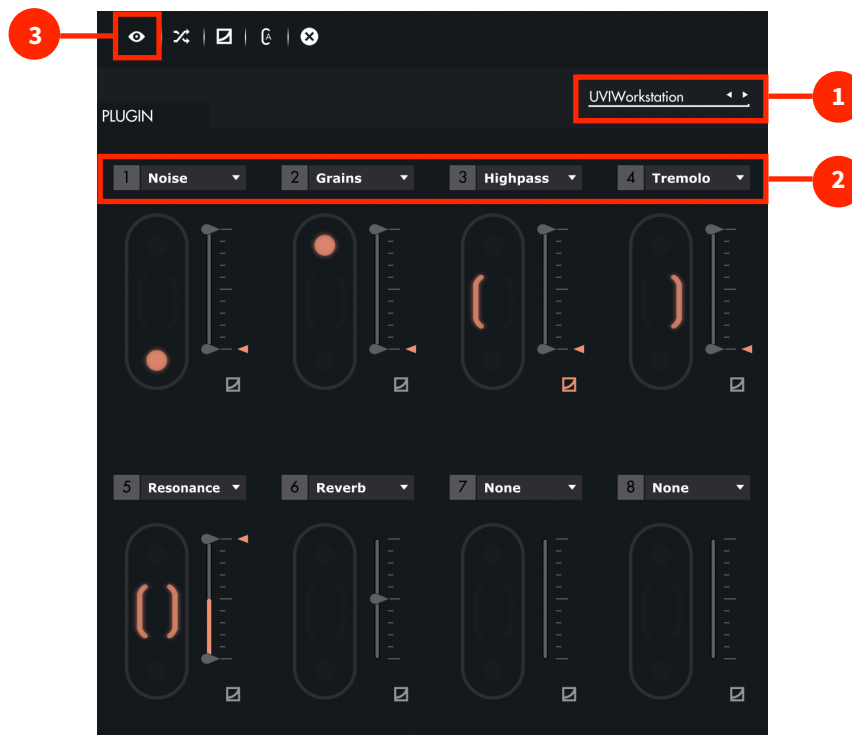 3
A
UVIWorkstation
1
PLUGIN
1 Noise
2 Grains
3 Highpass
4 Tremolo
2
5 Resonance
6 Reverb
7 None
8 None